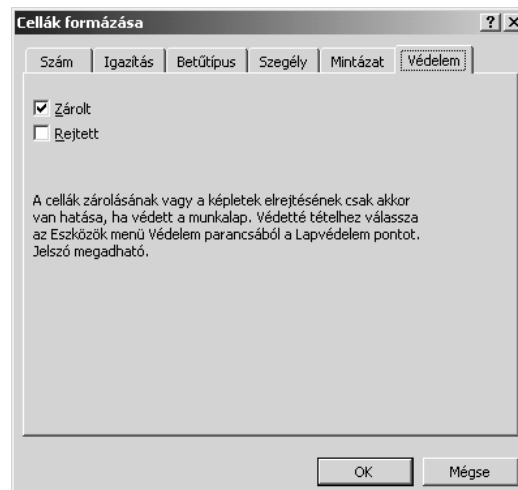 Cellák formázása
Szám Igazítás Betűtípus Szegély Mintázat Védelem
Zárolt
Rejtett
A cellák zárolásának vagy a képletek elrejtésének csak akkor
van hatása, ha védett a munkalap. Védetté tételhez válassza
az Eszközök menü Védelem parancsából a Lapvédelem pontot.
Jelszó megadható.
OK Mégse